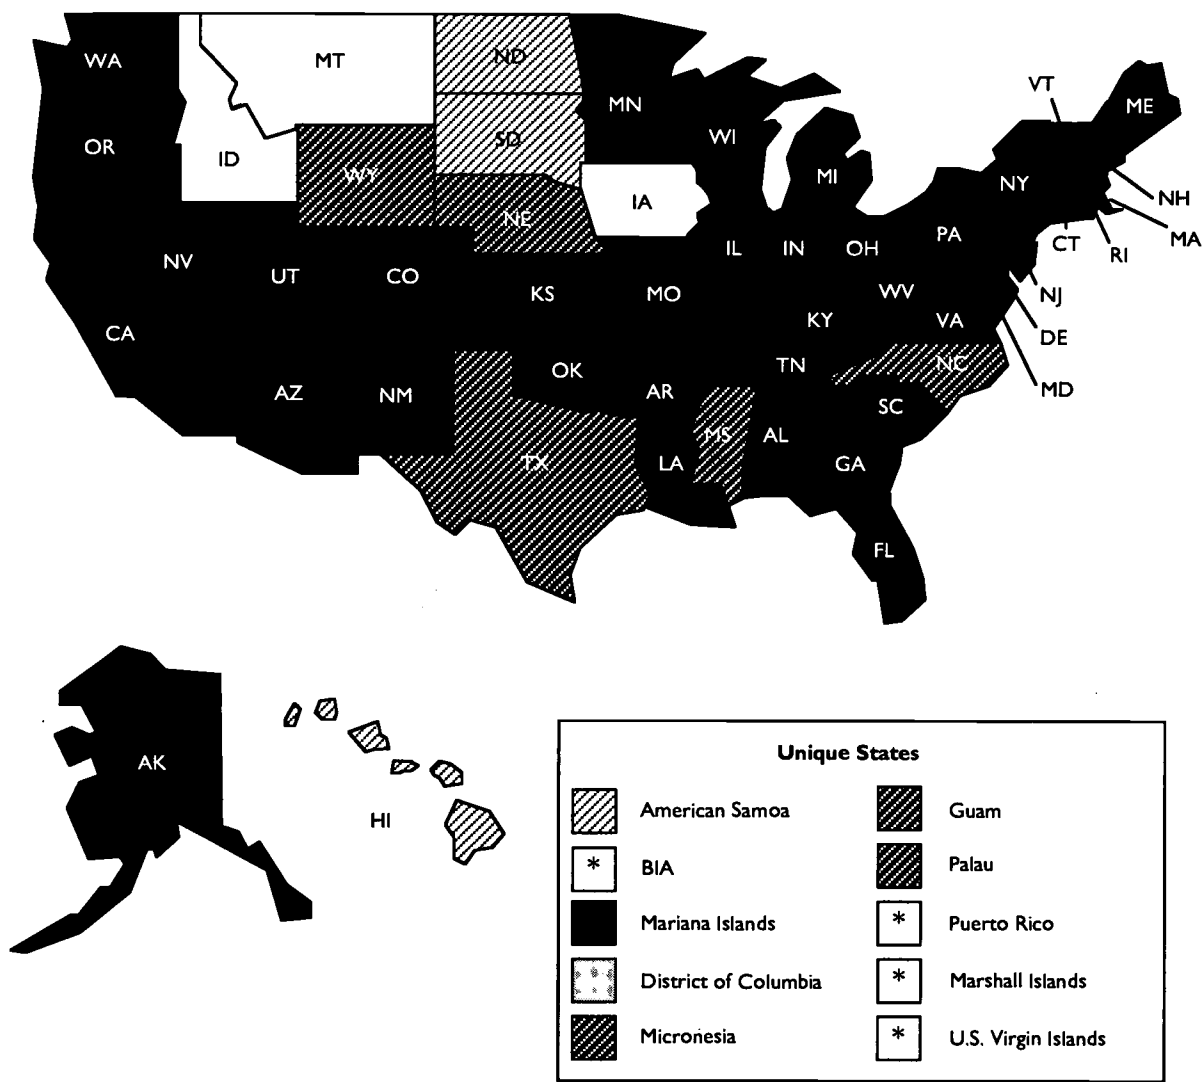 WA
MT
ND
MN
VT
ME
OR
ID
SD
WI
WY
MI
NY
NH
IA
NE
MA
NV
UT
CO
IL
IN
OH
PA
CT
RI
KS
MO
WV
NJ
CA
KY
VA
DE
OK
TN
NC
MD
AZ
NM
AR
SC
MS
AL
TX
LA
GA
FL
AK
HI
Unique States
American Samoa
Guam
* BIA
Palau
Mariana Islands
* Puerto Rico
District of Columbia
* Marshall Islands
Micronesia
* U.S. Virgin Islands